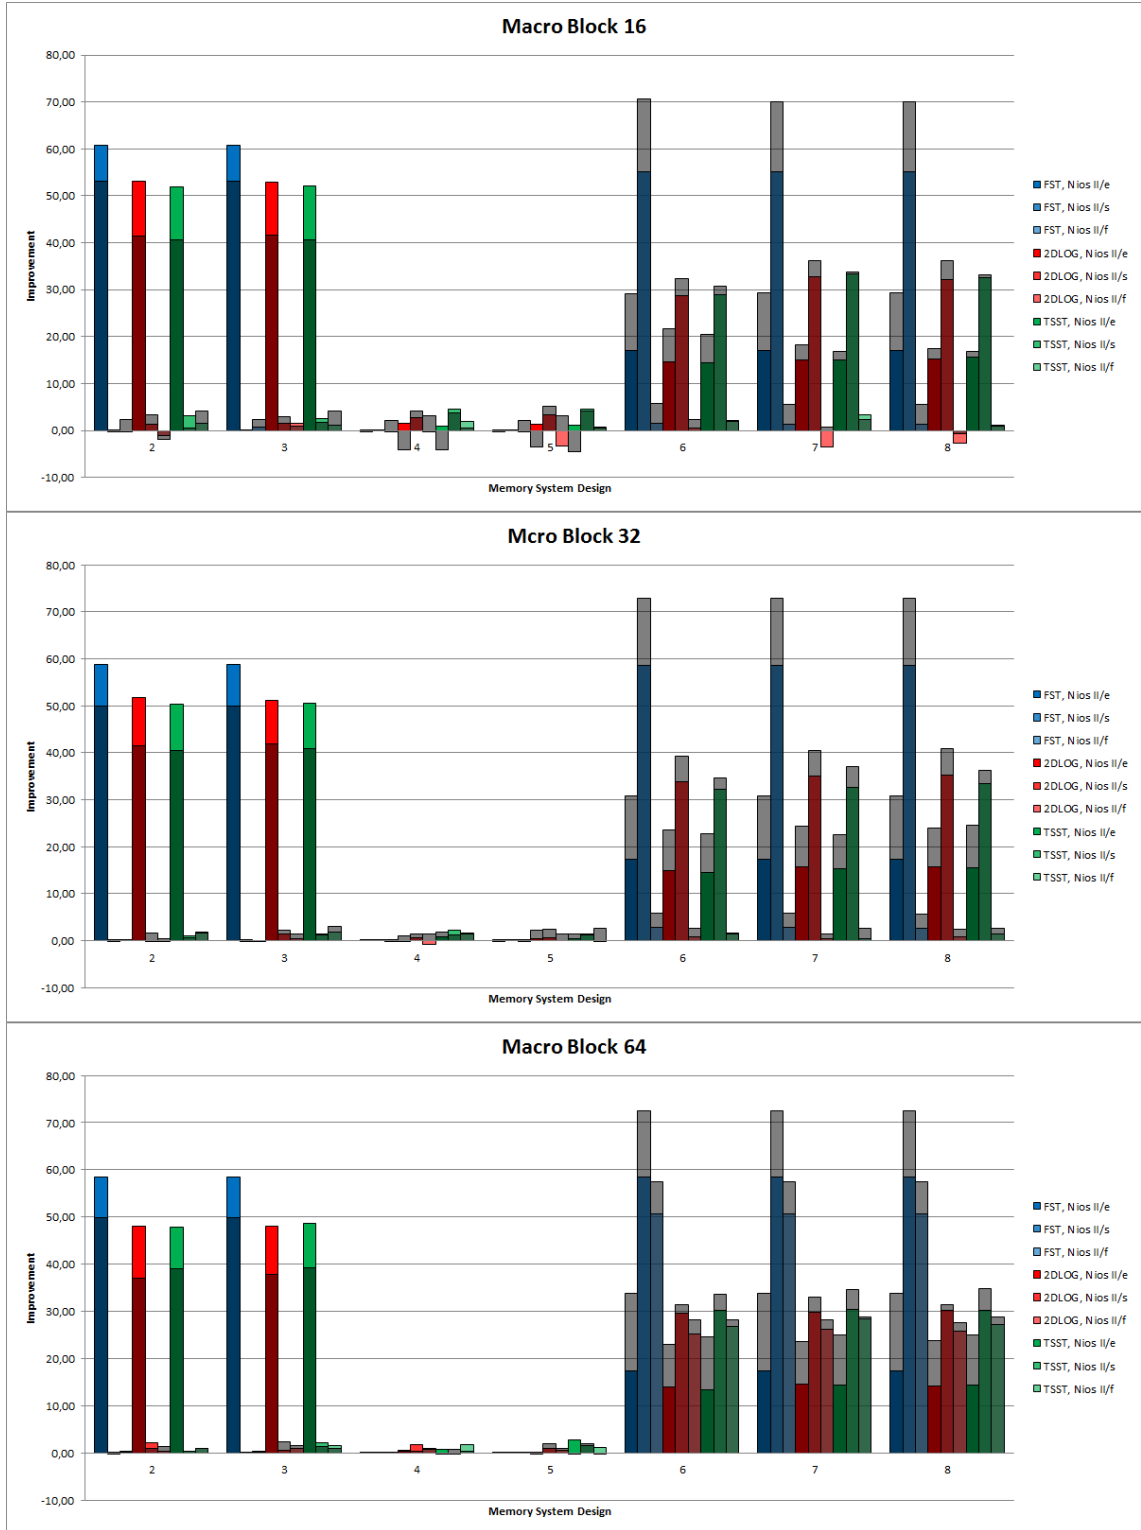 Macro Block 16
80,00
70,00
60,00
50,00
40,00
30,00
20,00
10,00
0,00
-10,00
Improvement
2 3 4 5 6 7 8
Memory System Design
FST, Nios II/e
FST, Nios II/s
FST, Nios II/f
2DLOG, Nios II/e
2DLOG, Nios II/s
2DLOG, Nios II/f
TSST, Nios II/e
TSST, Nios II/s
TSST, Nios II/f
Mcro Block 32
80,00
70,00
60,00
50,00
40,00
30,00
20,00
10,00
0,00
-10,00
Improvement
2 3 4 5 6 7 8
Memory System Design
FST, Nios II/e
FST, Nios II/s
FST, Nios II/f
2DLOG, Nios II/e
2DLOG, Nios II/s
2DLOG, Nios II/f
TSST, Nios II/e
TSST, Nios II/s
TSST, Nios II/f
Macro Block 64
80,00
70,00
60,00
50,00
40,00
30,00
20,00
10,00
0,00
-10,00
Improvement
2 3 4 5 6 7 8
Memory System Design
FST, Nios II/e
FST, Nios II/s
FST, Nios II/f
2DLOG, Nios II/e
2DLOG, Nios II/s
2DLOG, Nios II/f
TSST, Nios II/e
TSST, Nios II/s
TSST, Nios II/f